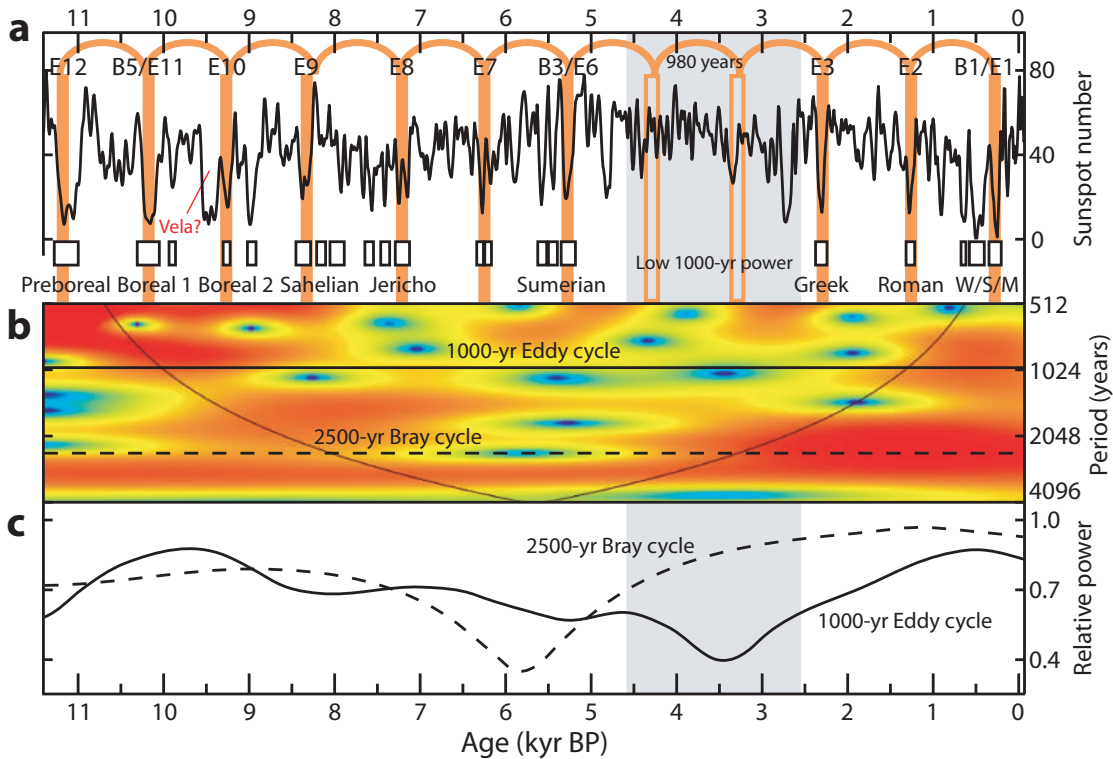 11 10 9 8 7 6 5 4 3 2 1 0
a
E12 B5/E11 E10 E9 E8 E7 B3/E6 980 years E3 E2 B1/E1
80
40
0
Sunspot number
Vela?
Low 1000-yr power
Preboreal Boreal 1 Boreal 2 Sahelian Jericho Sumerian Greek Roman W/S/M
b
512
1000-yr Eddy cycle
1024
2500-yr Bray cycle
2048
4096
Period (years)
c
1.0
2500-yr Bray cycle
0.7
1000-yr Eddy cycle
0.4
Relative power
11 10 9 8 7 6 5 4 3 2 1 0
Age (kyr BP)